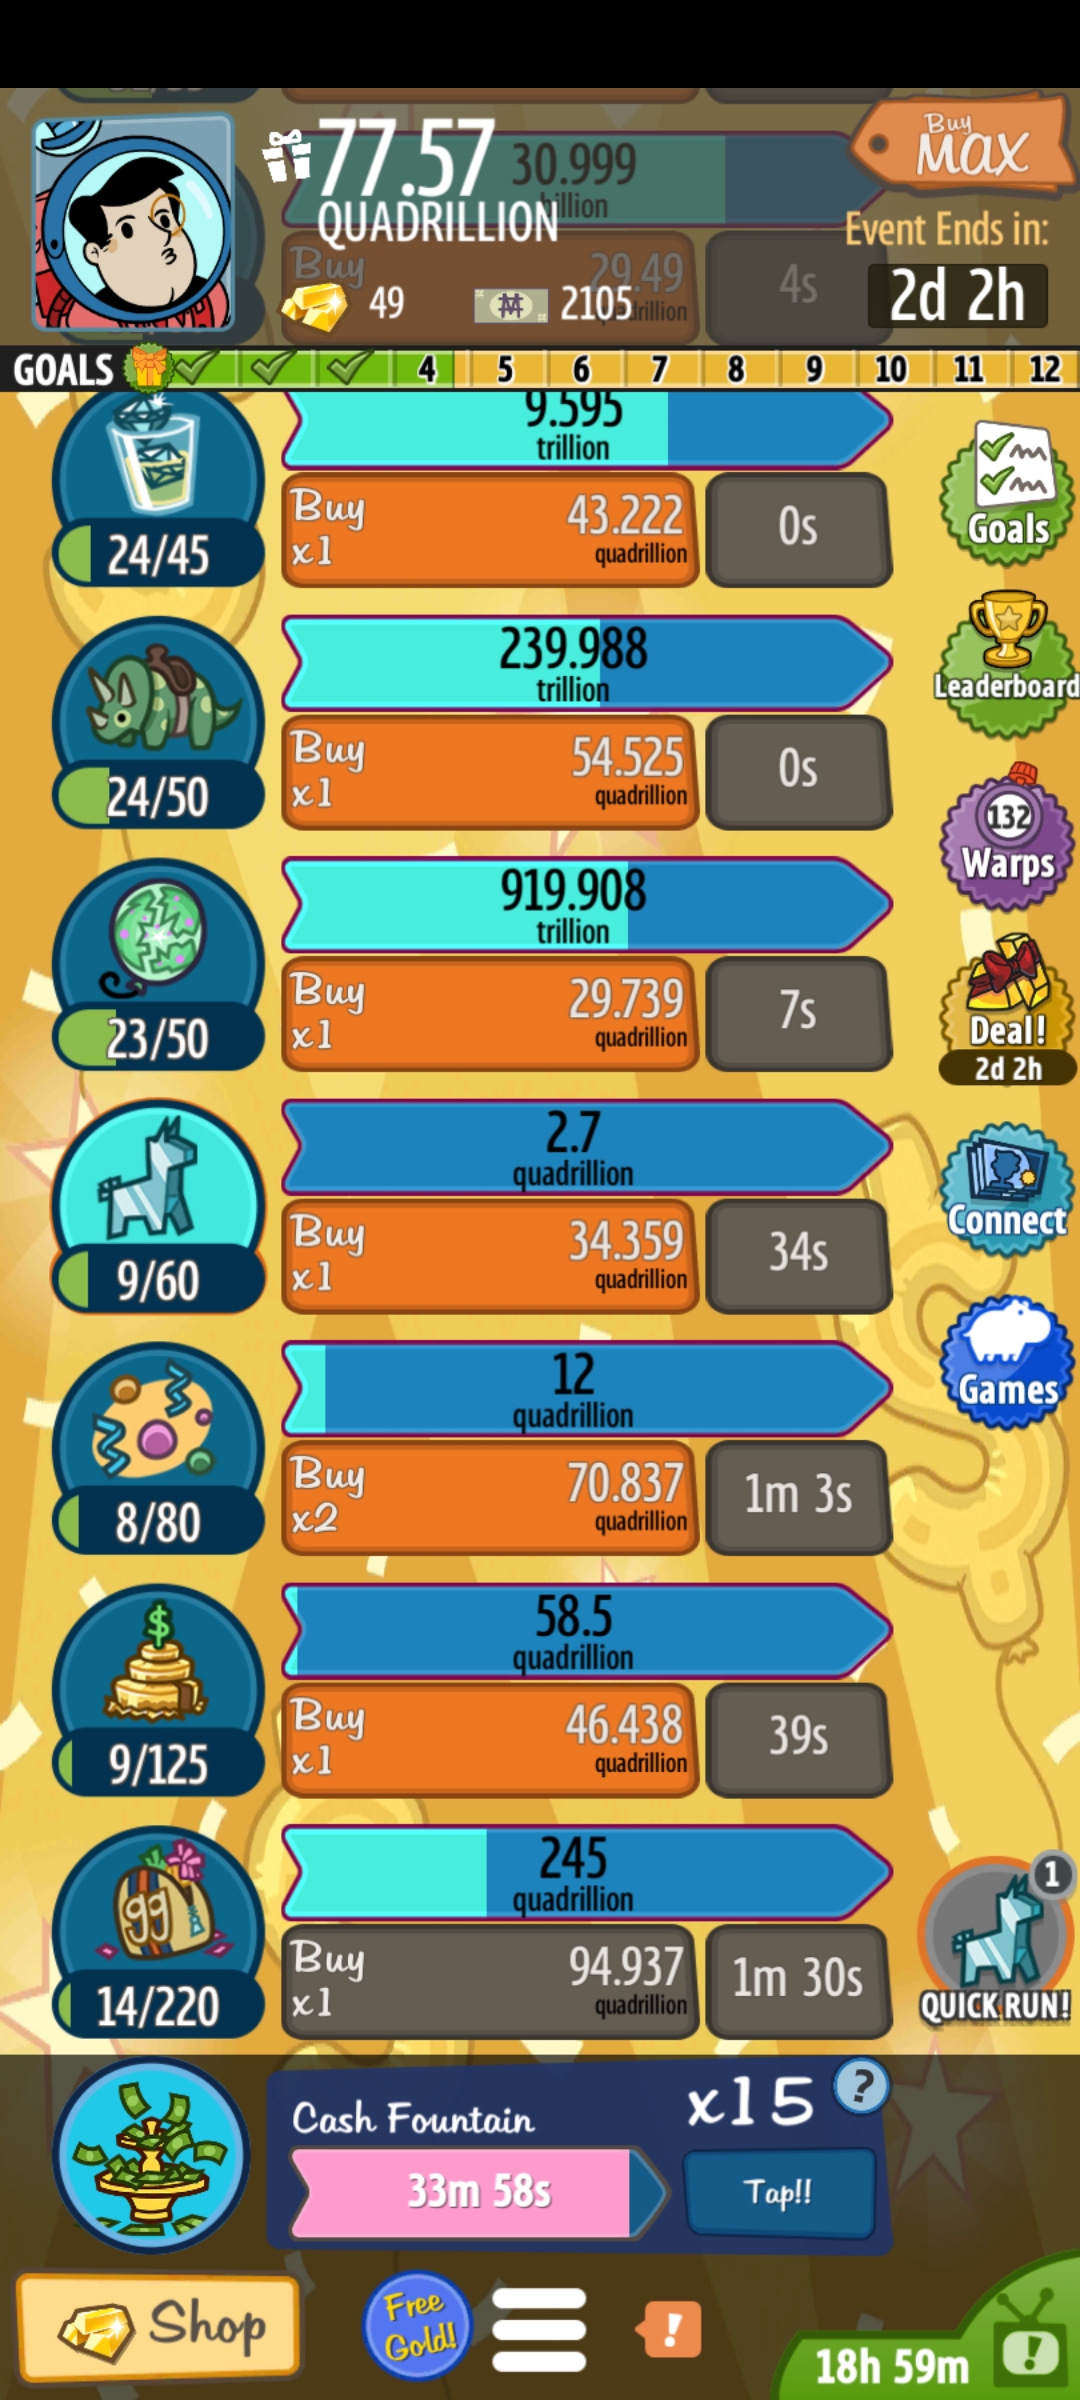 77.57
QUADRILLION
30.999
Buy
MAX
Event Ends in:
2d 2h
Buy
29.49
4s
49
2105
GOALS 4 5 6 7 8 9 10 11 12
9.595
trillion
24/45
Buy
x1
43.222
quadrillion
0s
Goals
239.988
trillion
24/50
Buy
x1
54.525
quadrillion
0s
Leaderboard
919.908
trillion
23/50
Buy
x1
29.739
quadrillion
7s
132
Warps
Deal!
2d 2h
2.7
quadrillion
9/60
Buy
x1
34.359
quadrillion
34s
Connect
12
quadrillion
8/80
Buy
x2
70.837
quadrillion
1m 3s
Games
$
58.5
quadrillion
9/125
Buy
x1
46.438
quadrillion
39s
245
quadrillion
99
14/220
Buy
x1
94.937
quadrillion
1m 30s
1
QUICK RUN!
Cash Fountain
x15
?
33m 58s
Tap!!
Shop
Free
Gold!
!
18h 59m
!